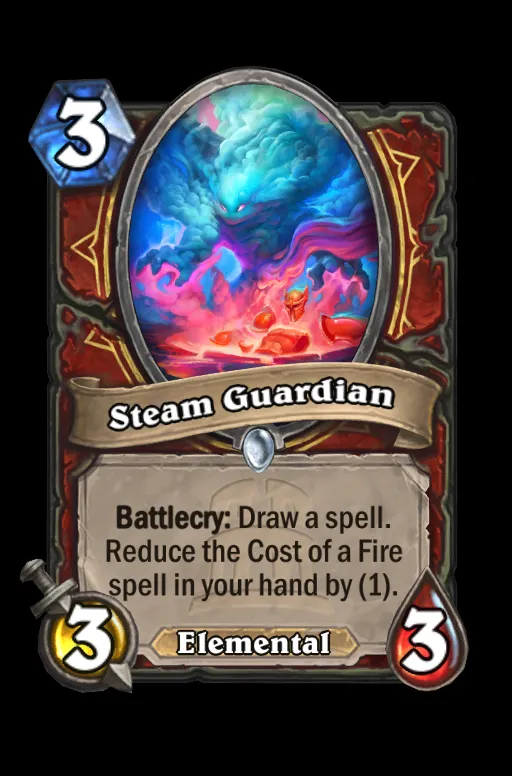 3
Steam Guardian
Battlecry: Draw a spell.
Reduce the Cost of a Fire
spell in your hand by (1).
3
Elemental
3